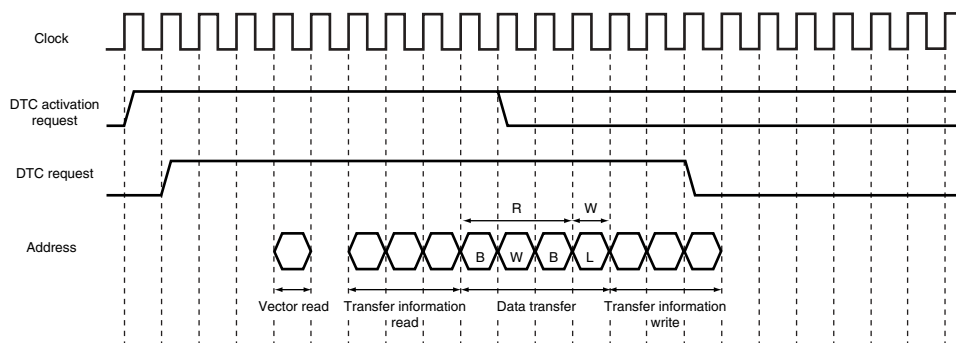 Clock
DTC activation
request
DTC request
R W
Address
B W B L
Vector read Transfer information Data transfer Transfer information
read write